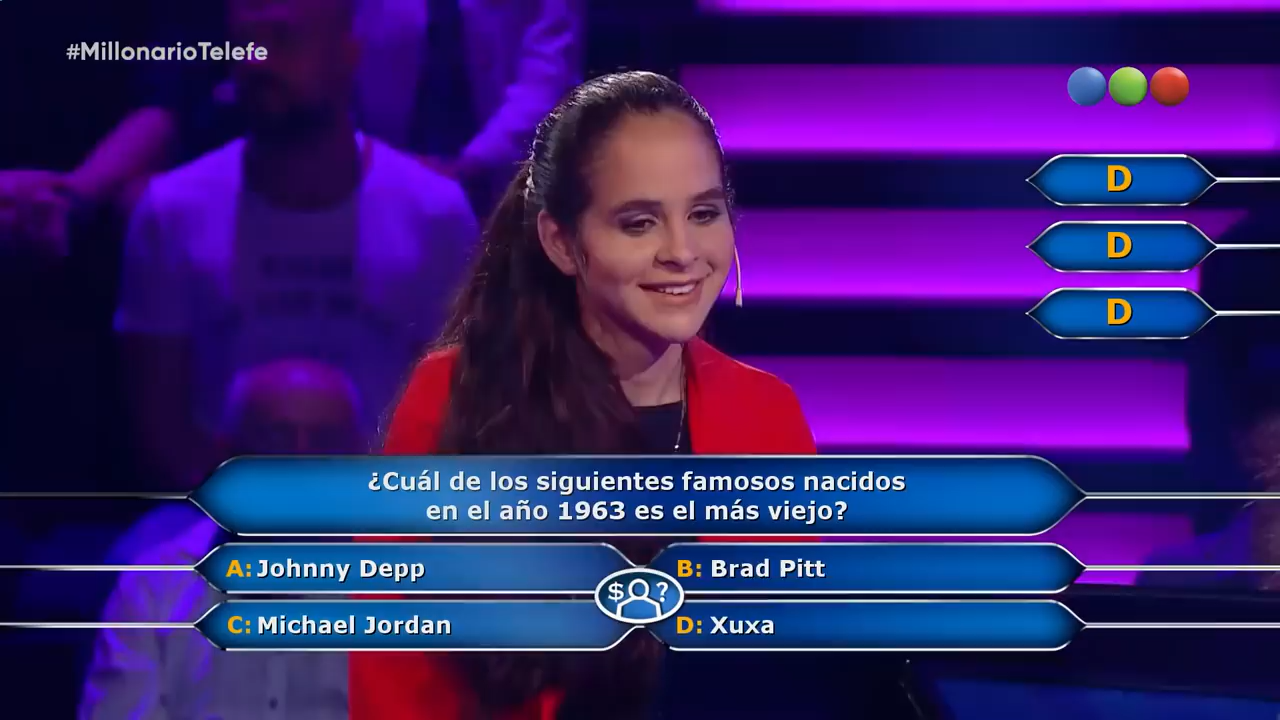 #MillonarioTelefe
D
D
D
¿Cuál de los siguientes famosos nacidos
en el año 1963 es el más viejo?
A: Johnny Depp
B: Brad Pitt
$ ?
C: Michael Jordan
D: Xuxa